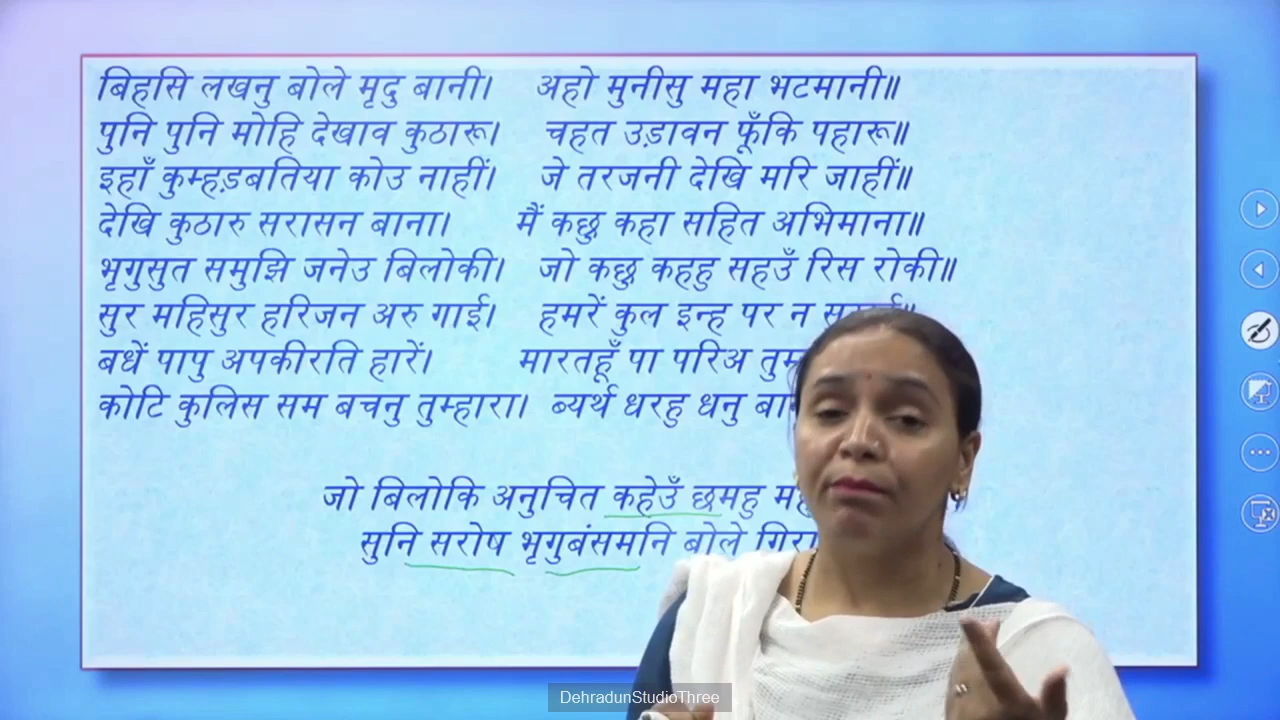 बिहसि लखनु बोले मृदु बानी। अहो मुनीसु महा भटमानी॥
पुनि पुनि मोहि देखाव कुठारू। चहत उड़ावन फूँकि पहारू॥
इहाँ कुम्हड़बतिया कोउ नाहीं। जे तरजनी देखि मरि जाहीं॥
देखि कुठारु सरासन बाना। मैं कछु कहा सहित अभिमाना॥
भृगुसुत समुझि जनेउ बिलोकी। जो कछु कहहु सहउँ रिस रोकी॥
सुर महिसुर हरिजन अरु गाई। हमरें कुल इन्ह पर न
बधें पापु अपकीरति हारें। मारतहूँ पा परिअ
कोटि कुलिस सम बचनु तुम्हारा। ब्यर्थ धरहु धनु
जो बिलोकि अनुचित कहेउँ छमहु
सुनि सरोष भृगुबंसमनि बोले
DehradunStudioThree